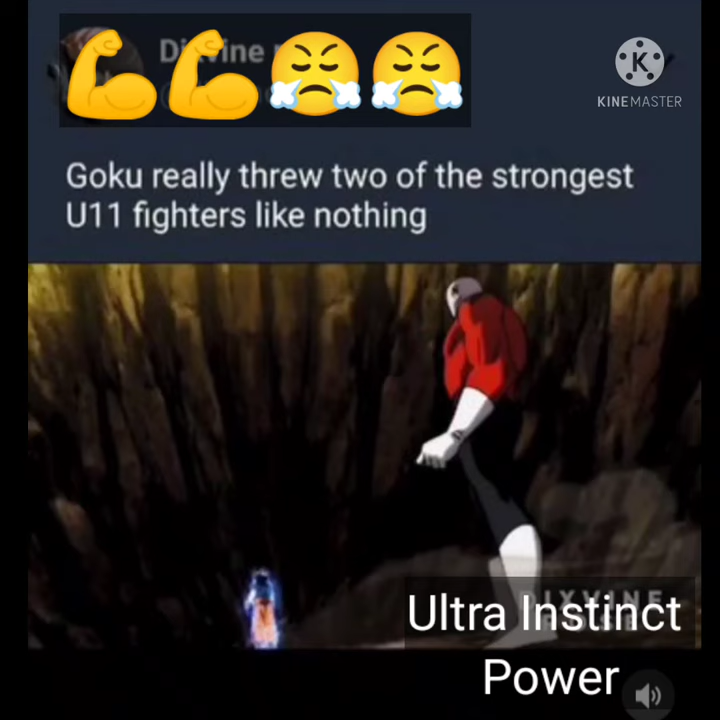 KINEMASTER
Goku really threw two of the strongest
U11 fighters like nothing
Ultra Instinct
Power